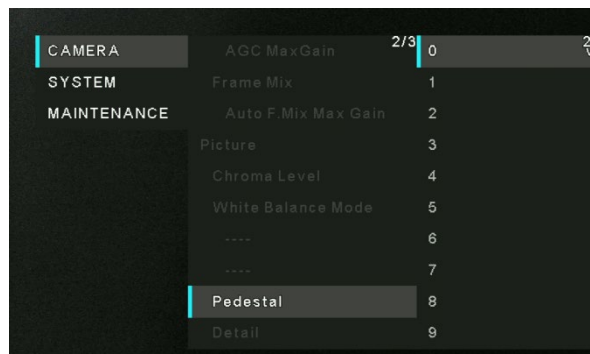 CAMERA
SYSTEM
MAINTENANCE
2/3
AGC MaxGain
Frame Mix
Auto F.Mix Max Gain
Picture
Chroma Level
White Balance Mode
----
----
Pedestal
Detail
0
1
2
3
4
5
6
7
8
9